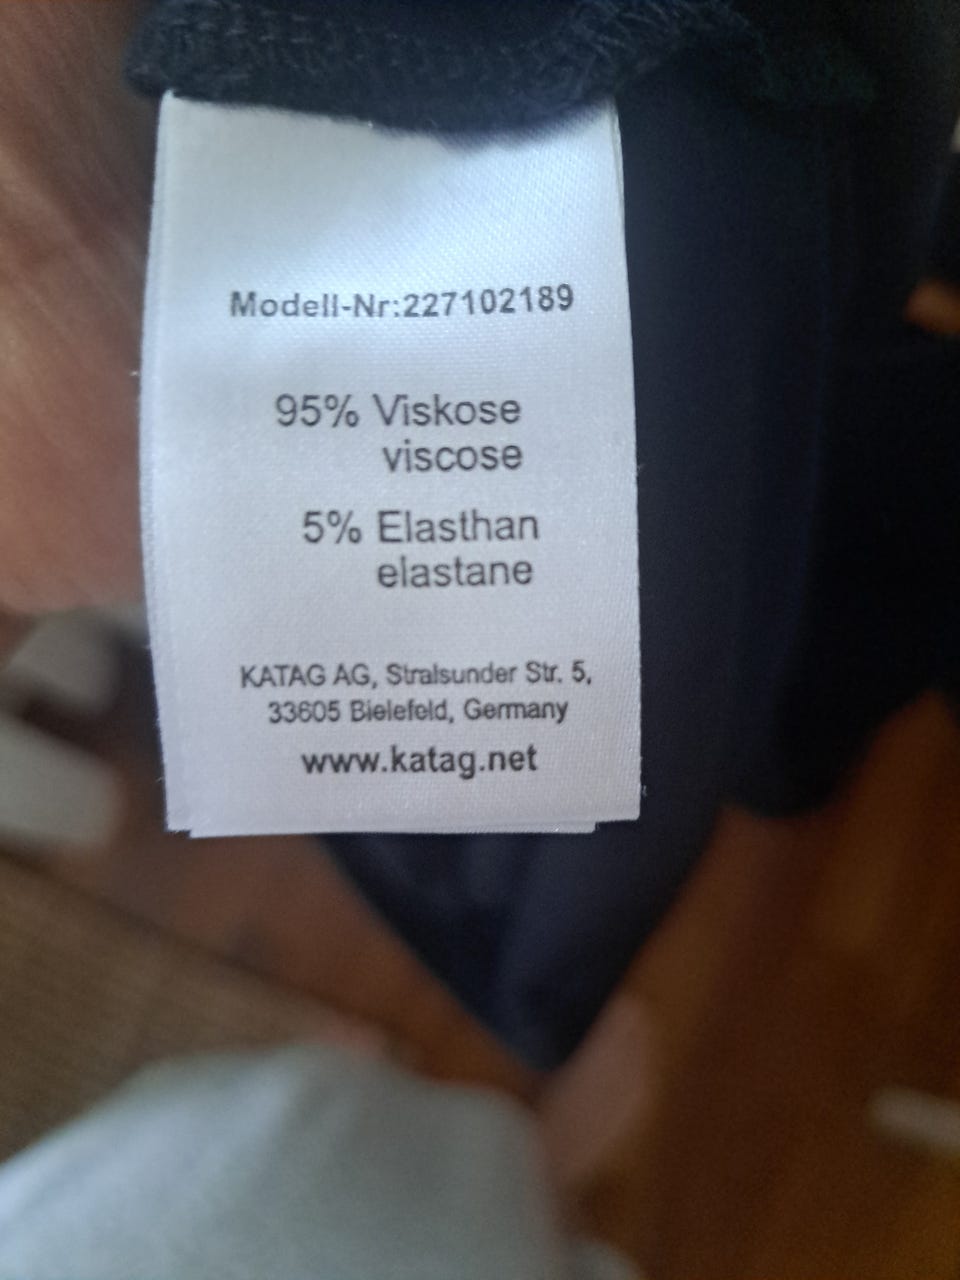 Modell-Nr:227102189
95% Viskose
viscose
5% Elasthan
elastane
KATAG AG, Stralsunder Str. 5,
33605 Bielefeld, Germany
www.katag.net